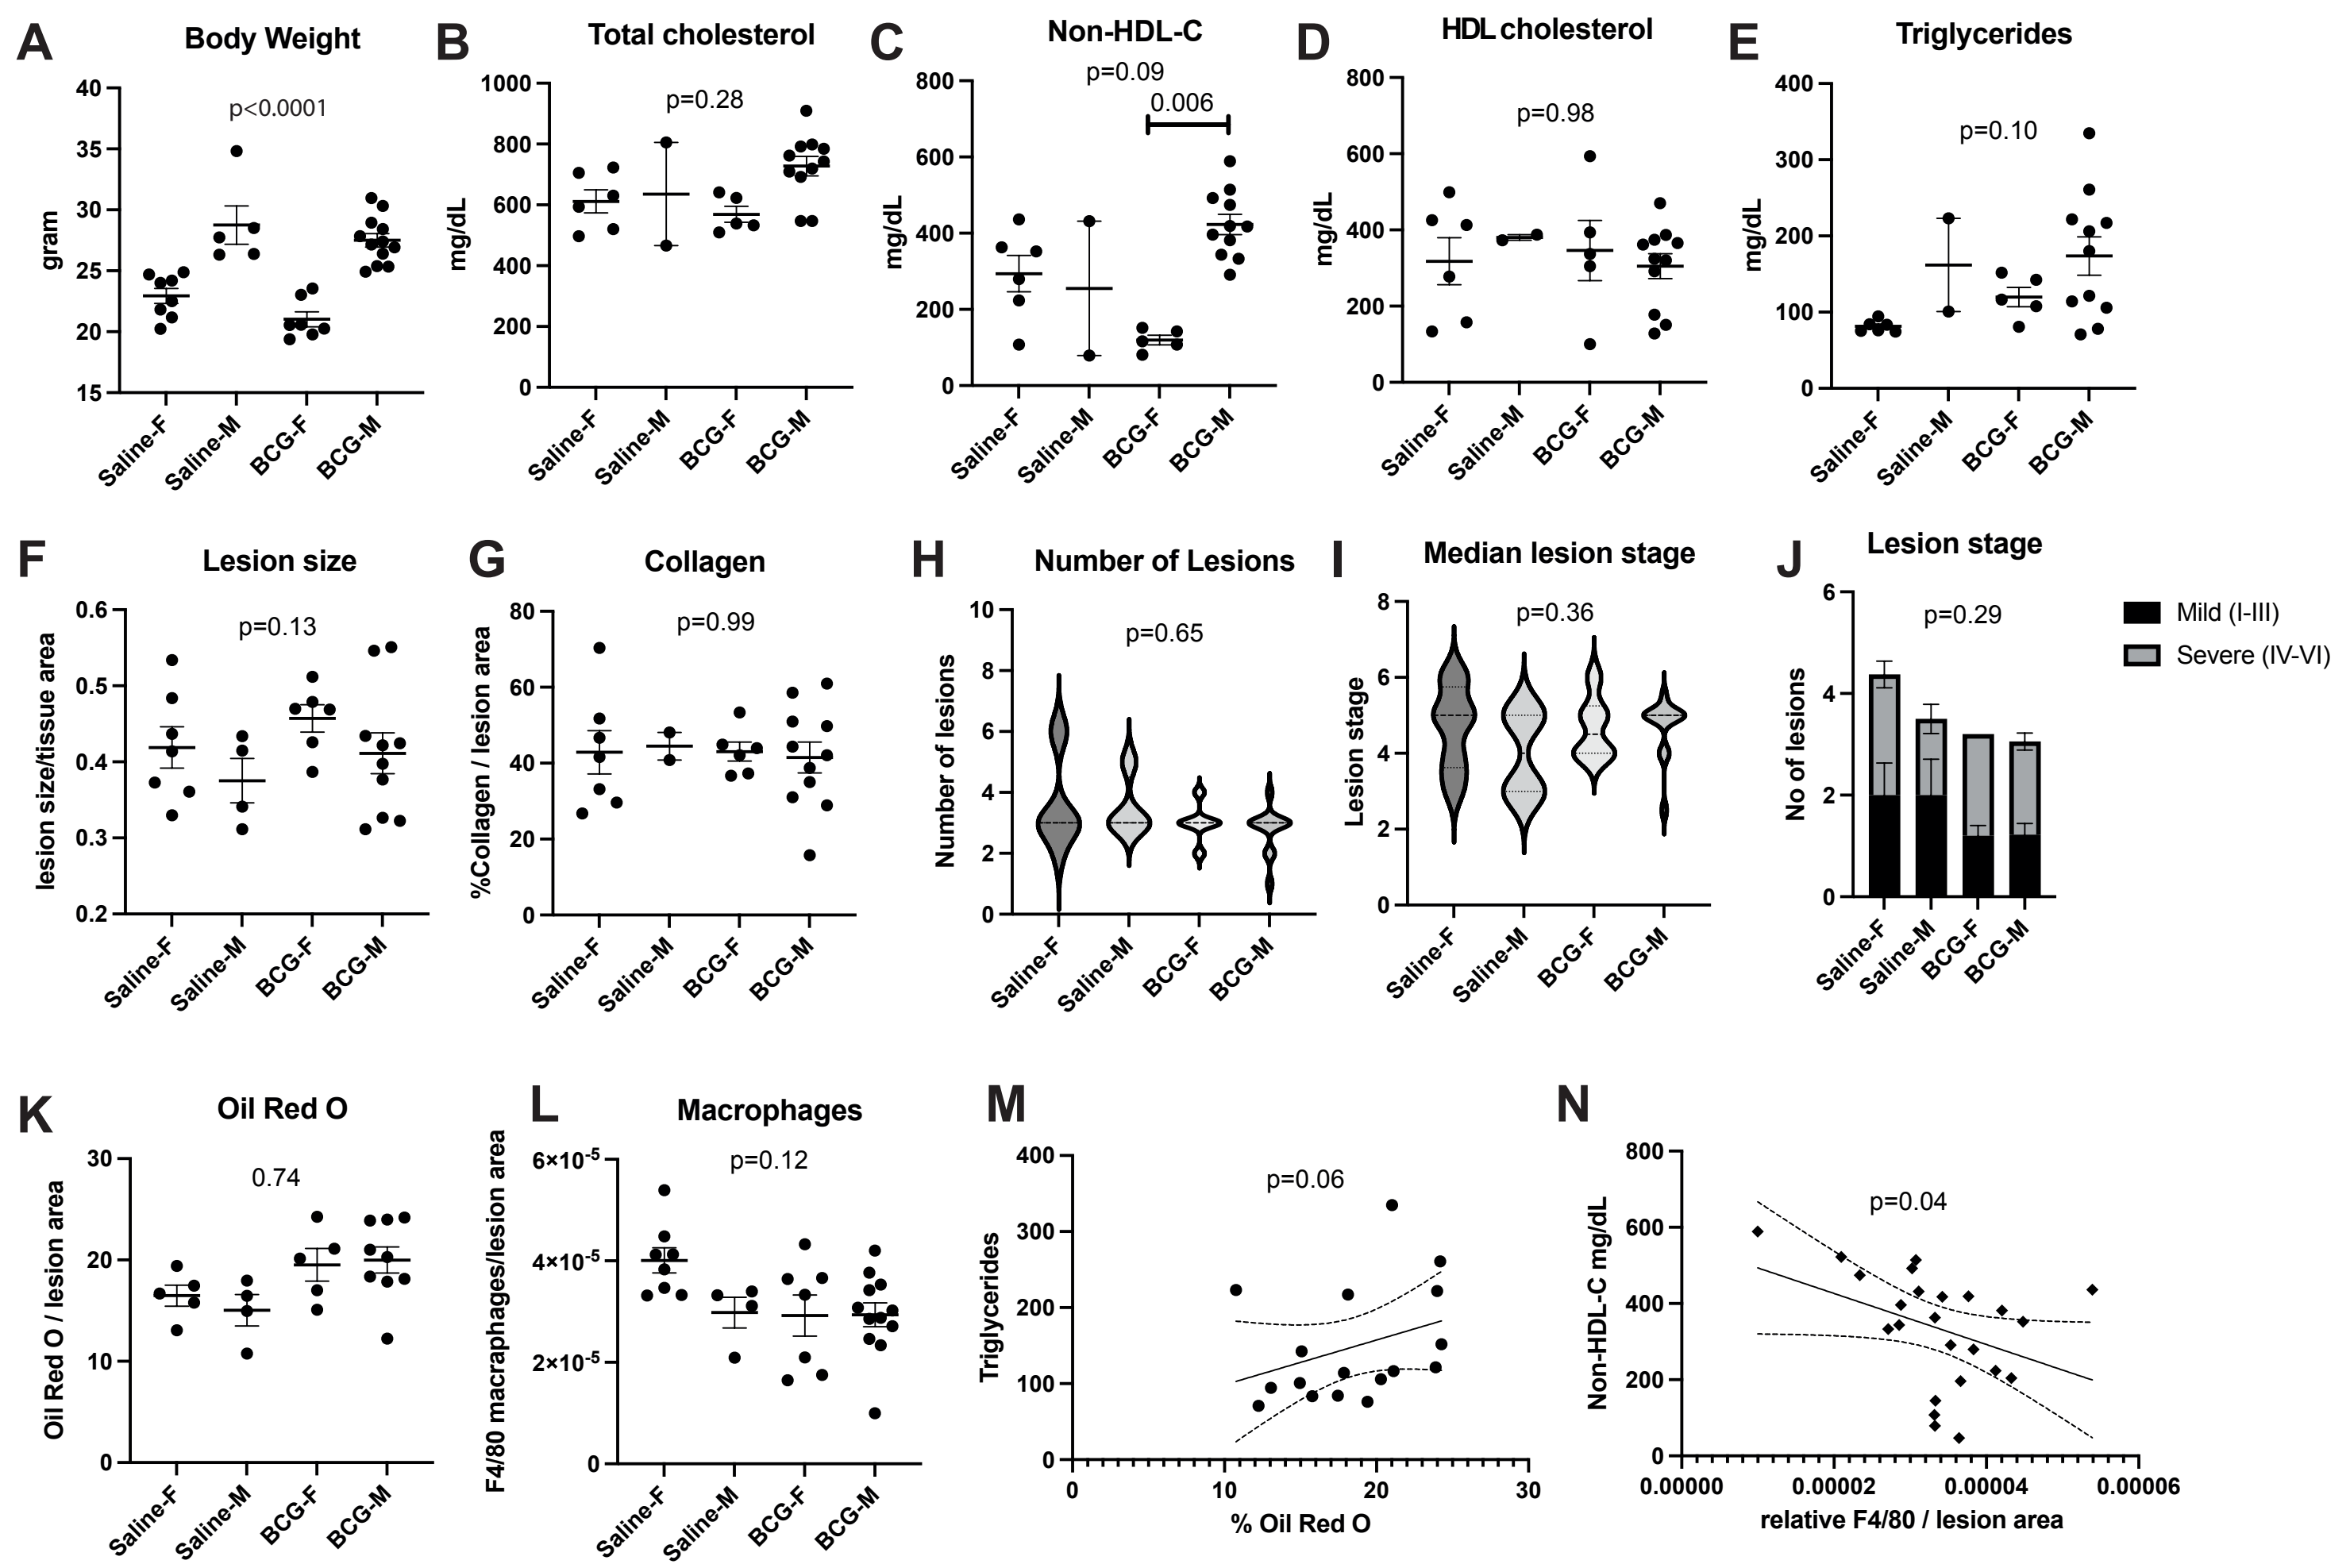 A Body Weight
p<0.0001
gram
40
35
30
25
20
15
Saline-F
Saline-M
BCG-F
BCG-M
B Total cholesterol
p=0.28
mg/dL
1000
800
600
400
200
0
Saline-F
Saline-M
BCG-F
BCG-M
C Non-HDL-C
p=0.09
0.006
mg/dL
800
600
400
200
0
Saline-F
Saline-M
BCG-F
BCG-M
D HDL cholesterol
p=0.98
mg/dL
800
600
400
200
0
Saline-F
Saline-M
BCG-F
BCG-M
E Triglycerides
p=0.10
mg/dL
400
300
200
100
0
Saline-F
Saline-M
BCG-F
BCG-M
F Lesion size
p=0.13
lesion size/tissue area
0.6
0.5
0.4
0.3
0.2
Saline-F
Saline-M
BCG-F
BCG-M
G Collagen
p=0.99
%Collagen / lesion area
80
60
40
20
0
Saline-F
Saline-M
BCG-F
BCG-M
H Number of Lesions
p=0.65
Number of lesions
10
8
6
4
2
0
Saline-F
Saline-M
BCG-F
BCG-M
I Median lesion stage
p=0.36
Lesion stage
8
6
4
2
0
Saline-F
Saline-M
BCG-F
BCG-M
J Lesion stage
p=0.29
No of lesions
6
4
2
0
Saline-F
Saline-M
BCG-F
BCG-M
Mild (I-III)
Severe (IV-VI)
K Oil Red O
0.74
Oil Red O / lesion area
30
20
10
0
Saline-F
Saline-M
BCG-F
BCG-M
L Macrophages
p=0.12
F4/80 macraphages/lesion area
6×10-5
4×10-5
2×10-5
0
Saline-F
Saline-M
BCG-F
BCG-M
M
p=0.06
Triglycerides
400
300
200
100
0
0 10 20 30
% Oil Red O
N
p=0.04
Non-HDL-C mg/dL
800
600
400
200
0
0.00000 0.00002 0.00004 0.00006
relative F4/80 / lesion area